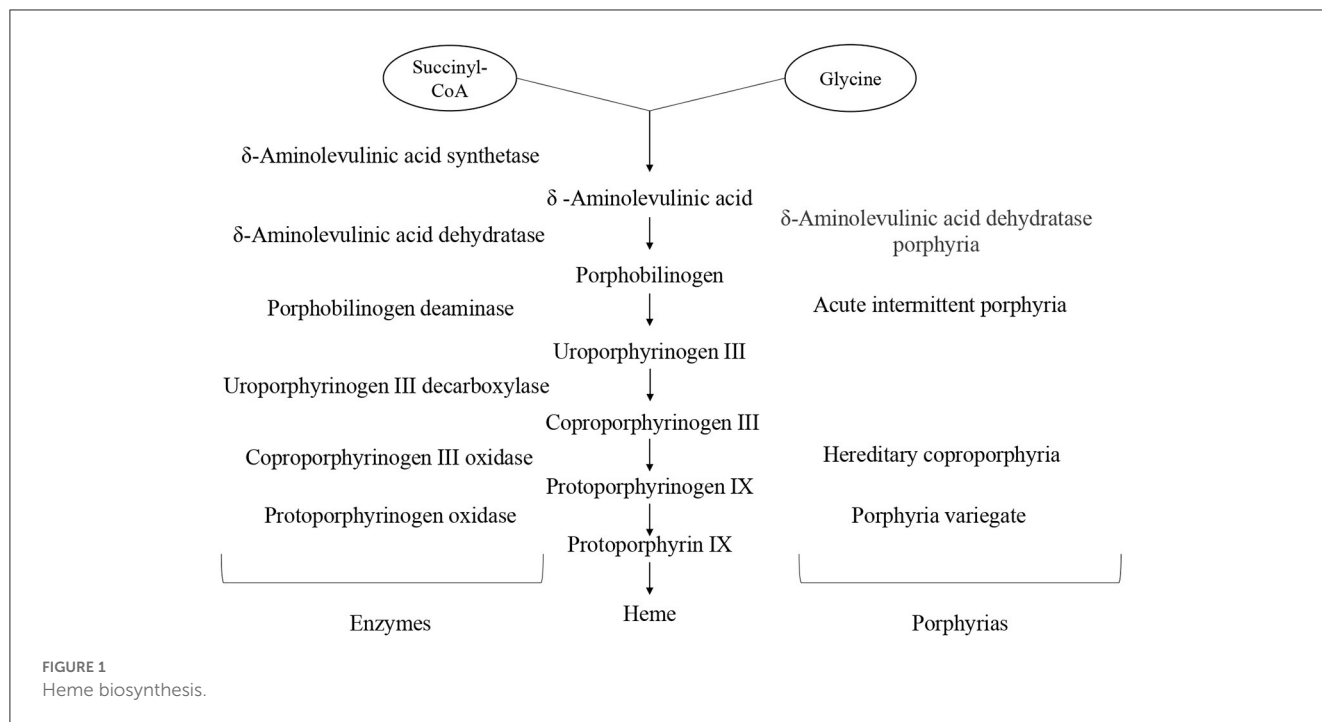 Succinyl-
CoA
Glycine
δ-Aminolevulinic acid synthetase
δ -Aminolevulinic acid
δ-Aminolevulinic acid dehydratase
δ-Aminolevulinic acid dehydratase
porphyria
Porphobilinogen
Porphobilinogen deaminase
Acute intermittent porphyria
Uroporphyrinogen III
Uroporphyrinogen III decarboxylase
Coproporphyrinogen III
Coproporphyrinogen III oxidase
Hereditary coproporphyria
Protoporphyrinogen IX
Protoporphyrinogen oxidase
Porphyria variegate
Protoporphyrin IX
Heme
Enzymes
Porphyrias
FIGURE 1
Heme biosynthesis.